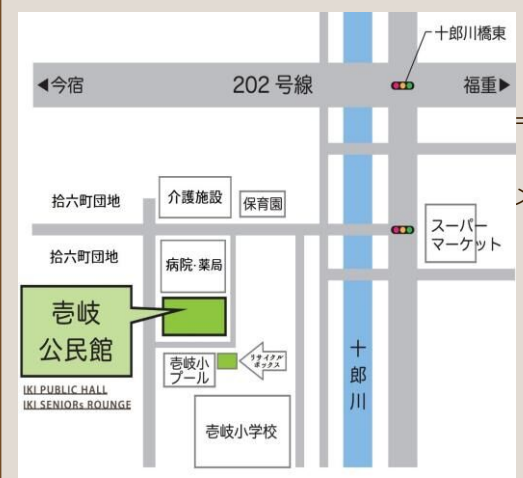 十郎川橋東
◀今宿
202号線
福重▶
拾六町団地
介護施設
保育園
スーパー
マーケット
拾六町団地
病院・薬局
壱岐
公民館
IKI PUBLIC HALL
IKI SENIORs ROUNGE
壱岐小
プール
リサイクル
ボックス
十郎川
壱岐小学校